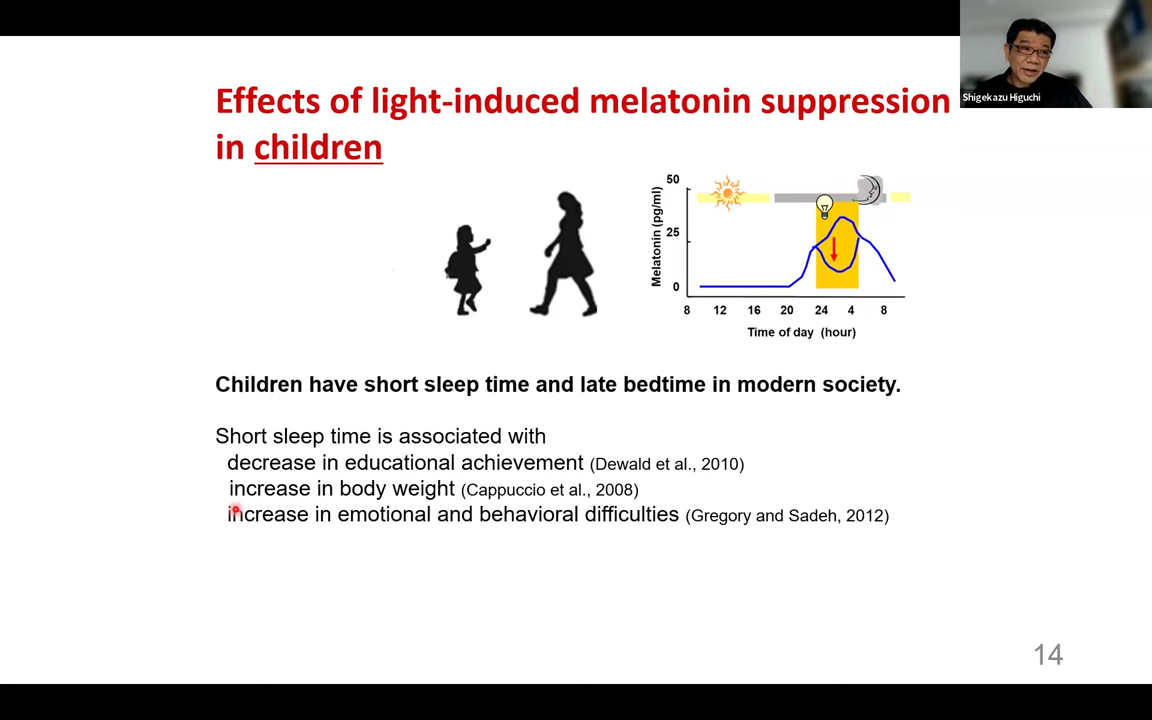 Shigekazu Higuchi
Effects of light-induced melatonin suppression
in children
50
25
0
Melatonin (pg/ml)
8 12 16 20 24 4 8
Time of day (hour)
Children have short sleep time and late bedtime in modern society.
Short sleep time is associated with
decrease in educational achievement (Dewald et al., 2010)
increase in body weight (Cappuccio et al., 2008)
increase in emotional and behavioral difficulties (Gregory and Sadeh, 2012)
14